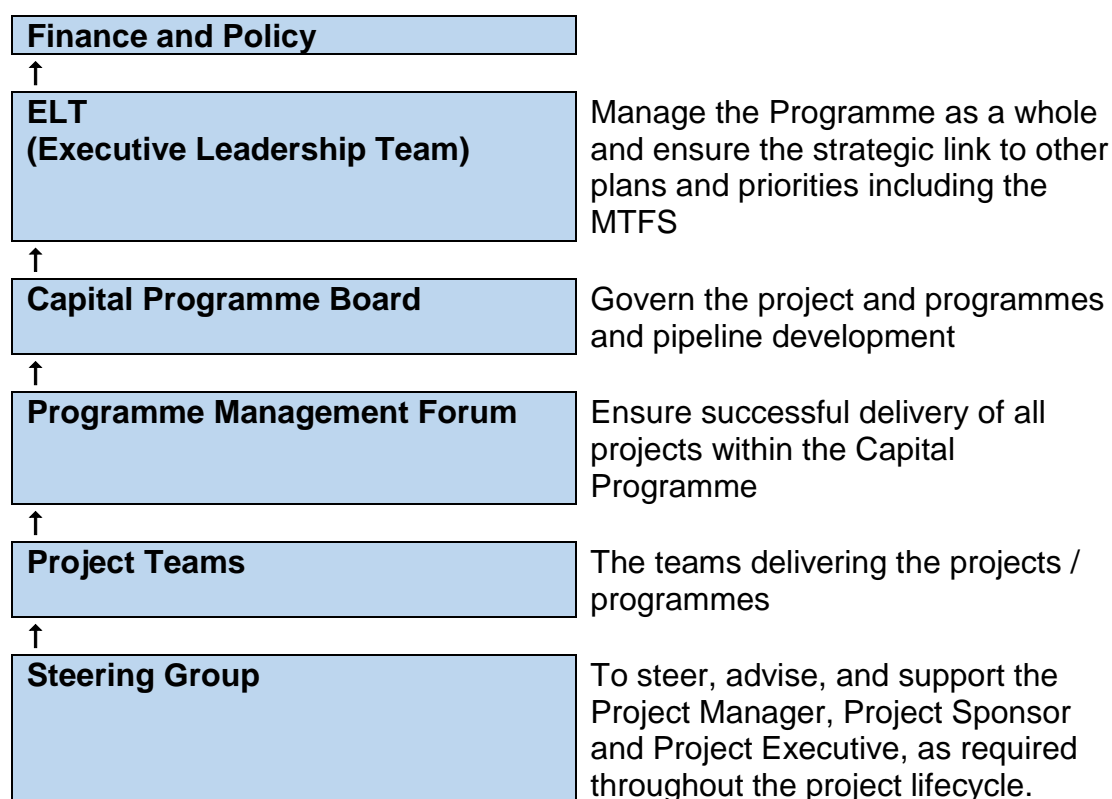 Finance and Policy
↑
ELT
(Executive Leadership Team)
Manage the Programme as a whole
and ensure the strategic link to other
plans and priorities including the
MTFS
↑
Capital Programme Board
Govern the project and programmes
and pipeline development
↑
Programme Management Forum
Ensure successful delivery of all
projects within the Capital
Programme
↑
Project Teams
The teams delivering the projects /
programmes
↑
Steering Group
To steer, advise, and support the
Project Manager, Project Sponsor
and Project Executive, as required
throughout the project lifecycle.